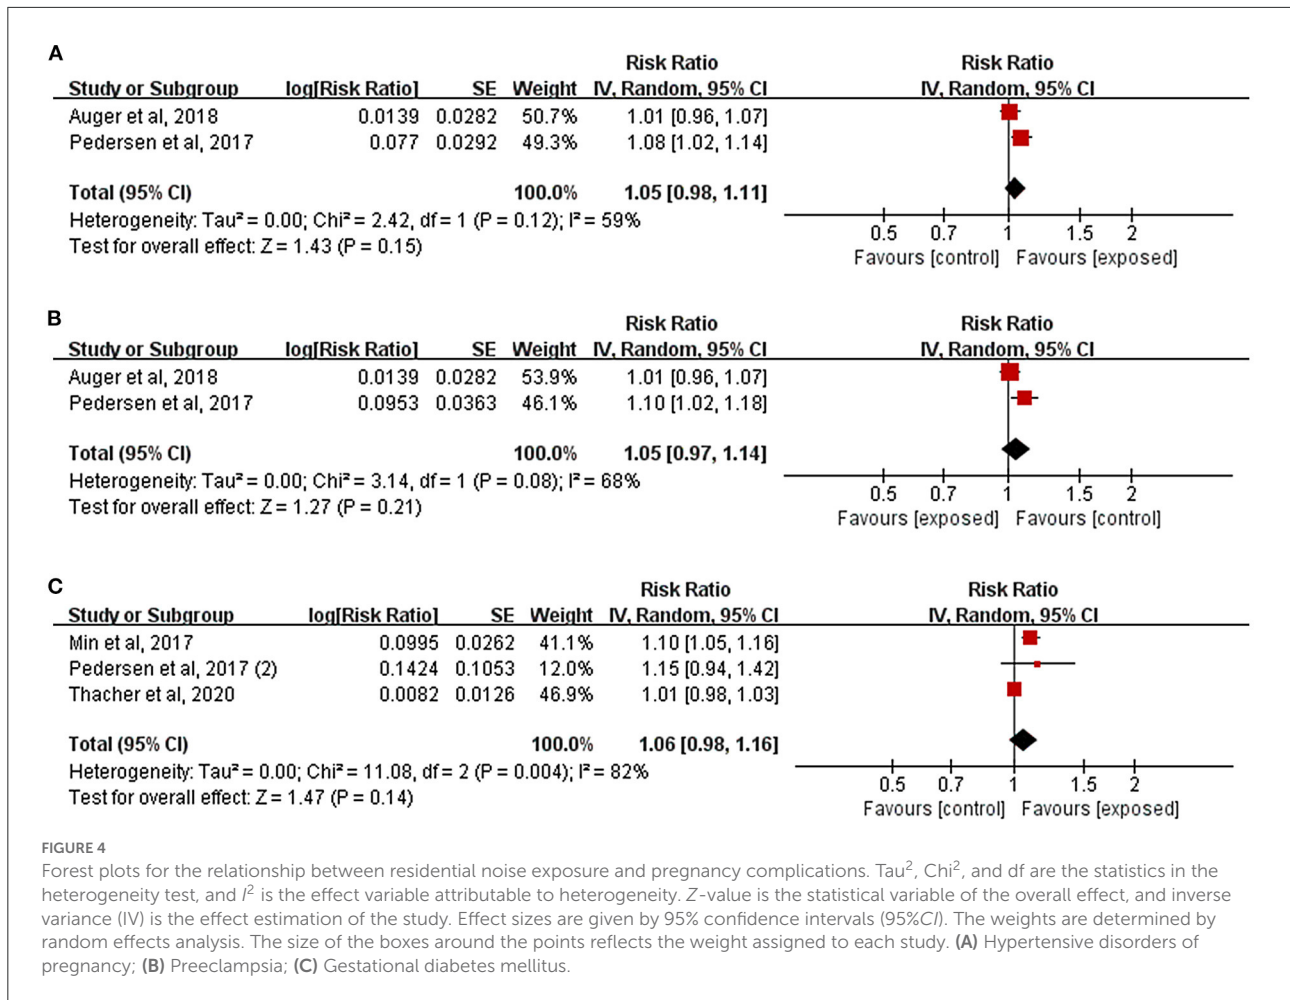 A
Risk Ratio Risk Ratio
Study or Subgroup log[Risk Ratio] SE Weight IV, Random, 95% CI IV, Random, 95% CI
Auger et al, 2018 0.0139 0.0282 50.7% 1.01 [0.96, 1.07]
Pedersen et al, 2017 0.077 0.0292 49.3% 1.08 [1.02, 1.14]
Total (95% CI) 100.0% 1.05 [0.98, 1.11]
Heterogeneity: Tau² = 0.00; Chi² = 2.42, df = 1 (P = 0.12); I² = 59%
Test for overall effect: Z = 1.43 (P = 0.15)
0.5 0.7 1 1.5 2
Favours [control] Favours [exposed]
B
Risk Ratio Risk Ratio
Study or Subgroup log[Risk Ratio] SE Weight IV, Random, 95% CI IV, Random, 95% CI
Auger et al, 2018 0.0139 0.0282 53.9% 1.01 [0.96, 1.07]
Pedersen et al, 2017 0.0953 0.0363 46.1% 1.10 [1.02, 1.18]
Total (95% CI) 100.0% 1.05 [0.97, 1.14]
Heterogeneity: Tau² = 0.00; Chi² = 3.14, df = 1 (P = 0.08); I² = 68%
Test for overall effect: Z = 1.27 (P = 0.21)
0.5 0.7 1 1.5 2
Favours [exposed] Favours [control]
C
Risk Ratio Risk Ratio
Study or Subgroup log[Risk Ratio] SE Weight IV, Random, 95% CI IV, Random, 95% CI
Min et al, 2017 0.0995 0.0262 41.1% 1.10 [1.05, 1.16]
Pedersen et al, 2017 (2) 0.1424 0.1053 12.0% 1.15 [0.94, 1.42]
Thacher et al, 2020 0.0082 0.0126 46.9% 1.01 [0.98, 1.03]
Total (95% CI) 100.0% 1.06 [0.98, 1.16]
Heterogeneity: Tau² = 0.00; Chi² = 11.08, df = 2 (P = 0.004); I² = 82%
Test for overall effect: Z = 1.47 (P = 0.14)
0.5 0.7 1 1.5 2
Favours [control] Favours [exposed]
FIGURE 4
Forest plots for the relationship between residential noise exposure and pregnancy complications. Tau², Chi², and df are the statistics in the
heterogeneity test, and I² is the effect variable attributable to heterogeneity. Z-value is the statistical variable of the overall effect, and inverse
variance (IV) is the effect estimation of the study. Effect sizes are given by 95% confidence intervals (95%CI). The weights are determined by
random effects analysis. The size of the boxes around the points reflects the weight assigned to each study. (A) Hypertensive disorders of
pregnancy; (B) Preeclampsia; (C) Gestational diabetes mellitus.